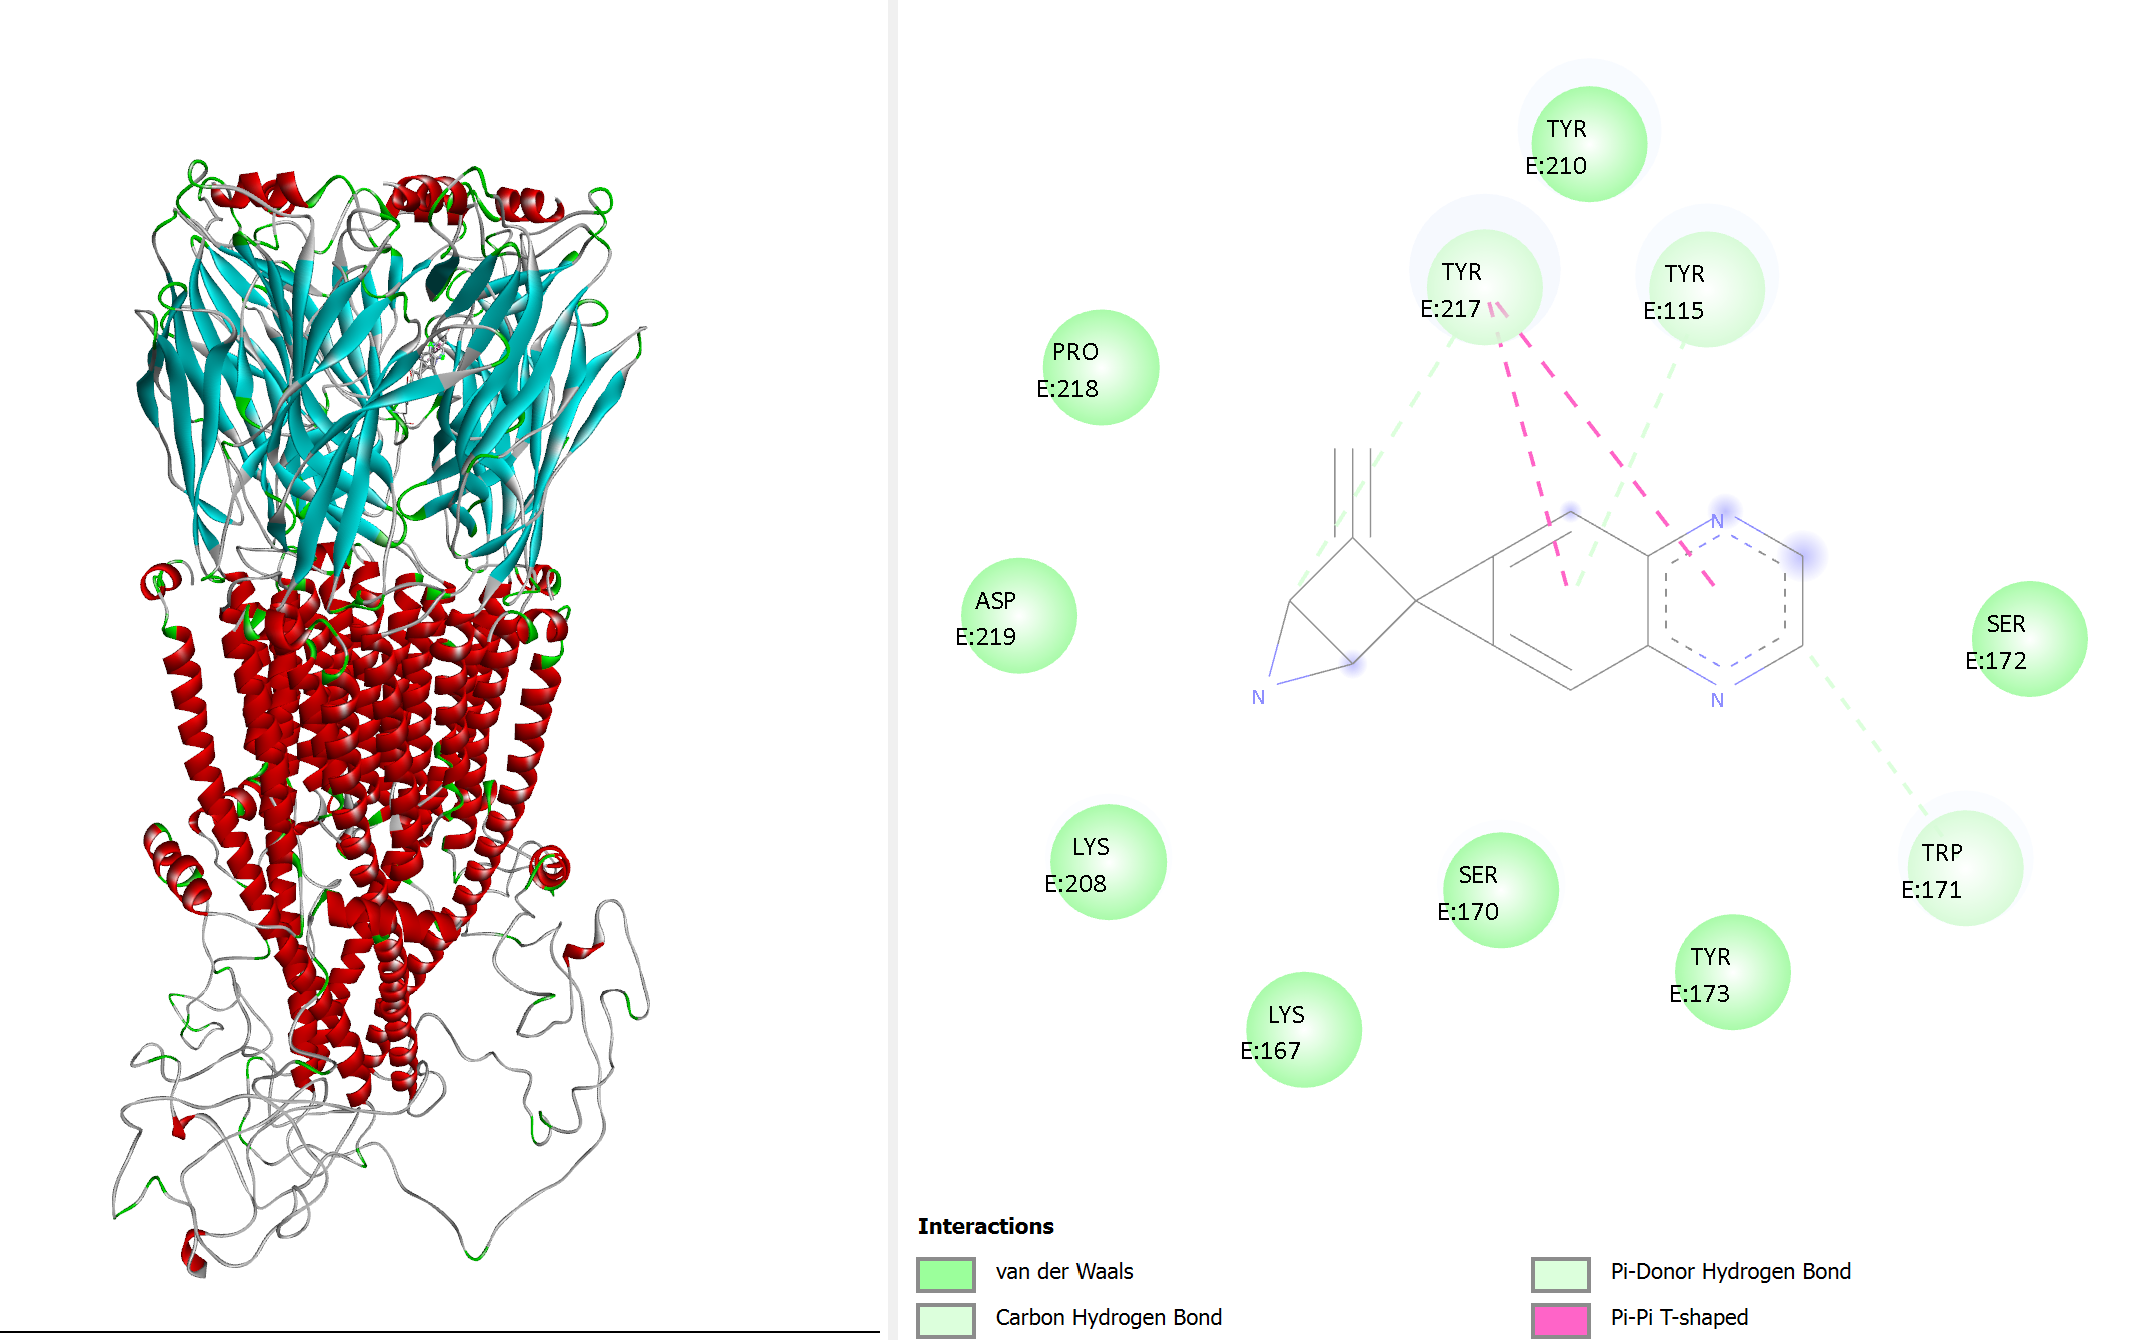 TYR
E:210
TYR
E:217
TYR
E:115
PRO
E:218
N
ASP
E:219
SER
E:172
N
N
LYS
E:208
TRP
E:171
SER
E:170
TYR
E:173
LYS
E:167
Interactions
van der Waals
Carbon Hydrogen Bond
Pi-Donor Hydrogen Bond
Pi-Pi T-shaped